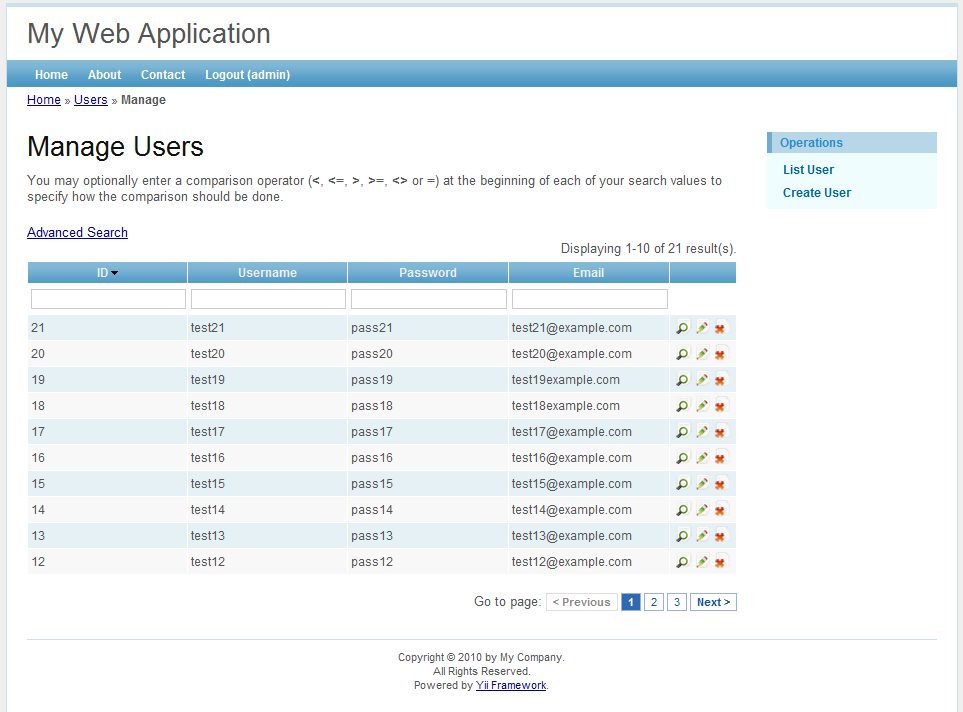 My Web Application
Home About Contact Logout (admin)
Home » Users » Manage
Manage Users
You may optionally enter a comparison operator (<, <=, >, >=, <> or =) at the beginning of each of your search values to
specify how the comparison should be done.
Advanced Search
Displaying 1-10 of 21 result(s).
ID Username Password Email
21 test21 pass21 test21@example.com
20 test20 pass20 test20@example.com
19 test19 pass19 test19example.com
18 test18 pass18 test18example.com
17 test17 pass17 test17@example.com
16 test16 pass16 test16@example.com
15 test15 pass15 test15@example.com
14 test14 pass14 test14@example.com
13 test13 pass13 test13@example.com
12 test12 pass12 test12@example.com
Go to page: < Previous 1 2 3 Next >
Operations
List User
Create User
Copyright © 2010 by My Company.
All Rights Reserved.
Powered by Yii Framework.